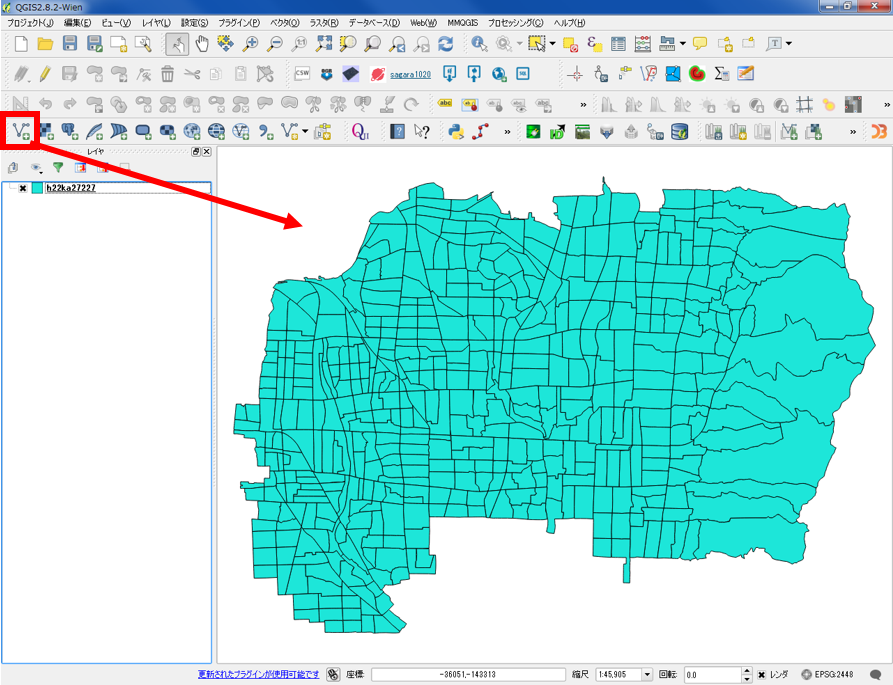 QGIS2.8.2-Wien
プロジェクト(J) 編集(E) ビュー(V) レイヤ(L) 設定(S) プラグイン(P) ベクタ(O) ラスタ(R) データベース(D) Web(W) MMQGIS プロセッシング(C) ヘルプ(H)
CSW sagara1020
abc
レイヤ
h22ka27227
更新されたプラグインが使用可能です 座標: -36051,-143313 縮尺 1:45,905 回転: 0.0 レンダ EPSG:2448